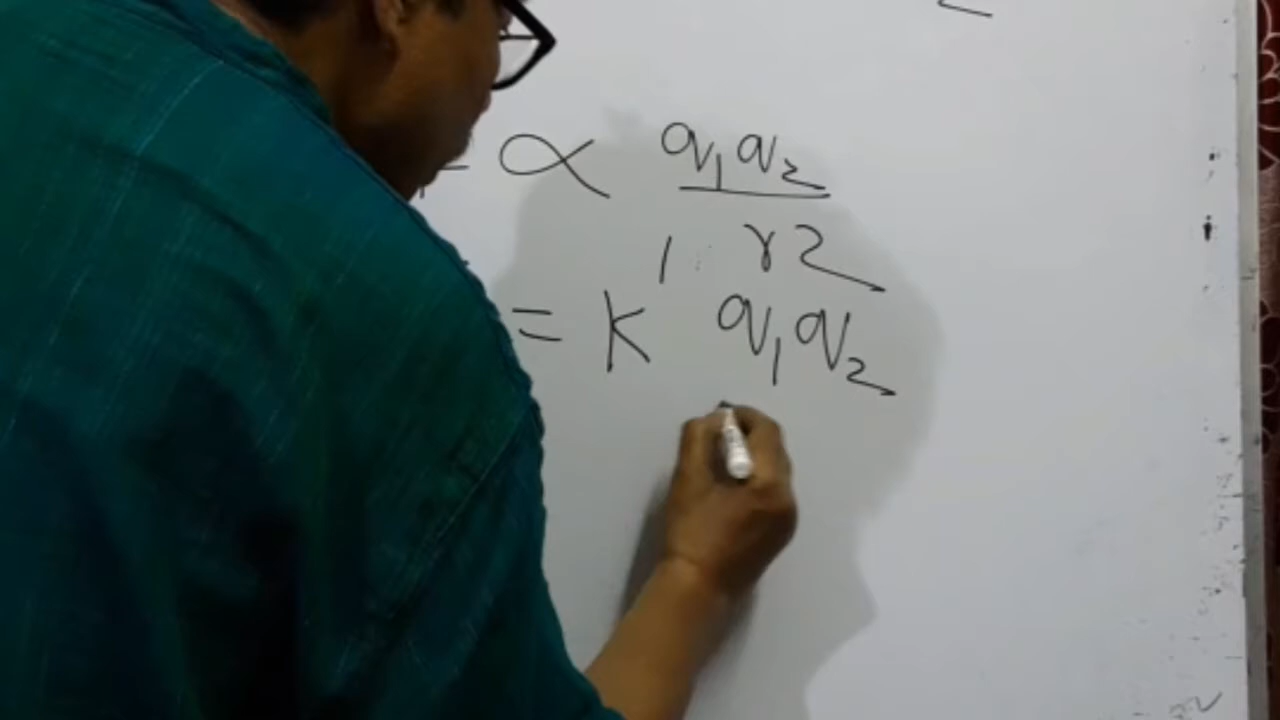 ∝ q₁q₂
r2
= K q₁q₂